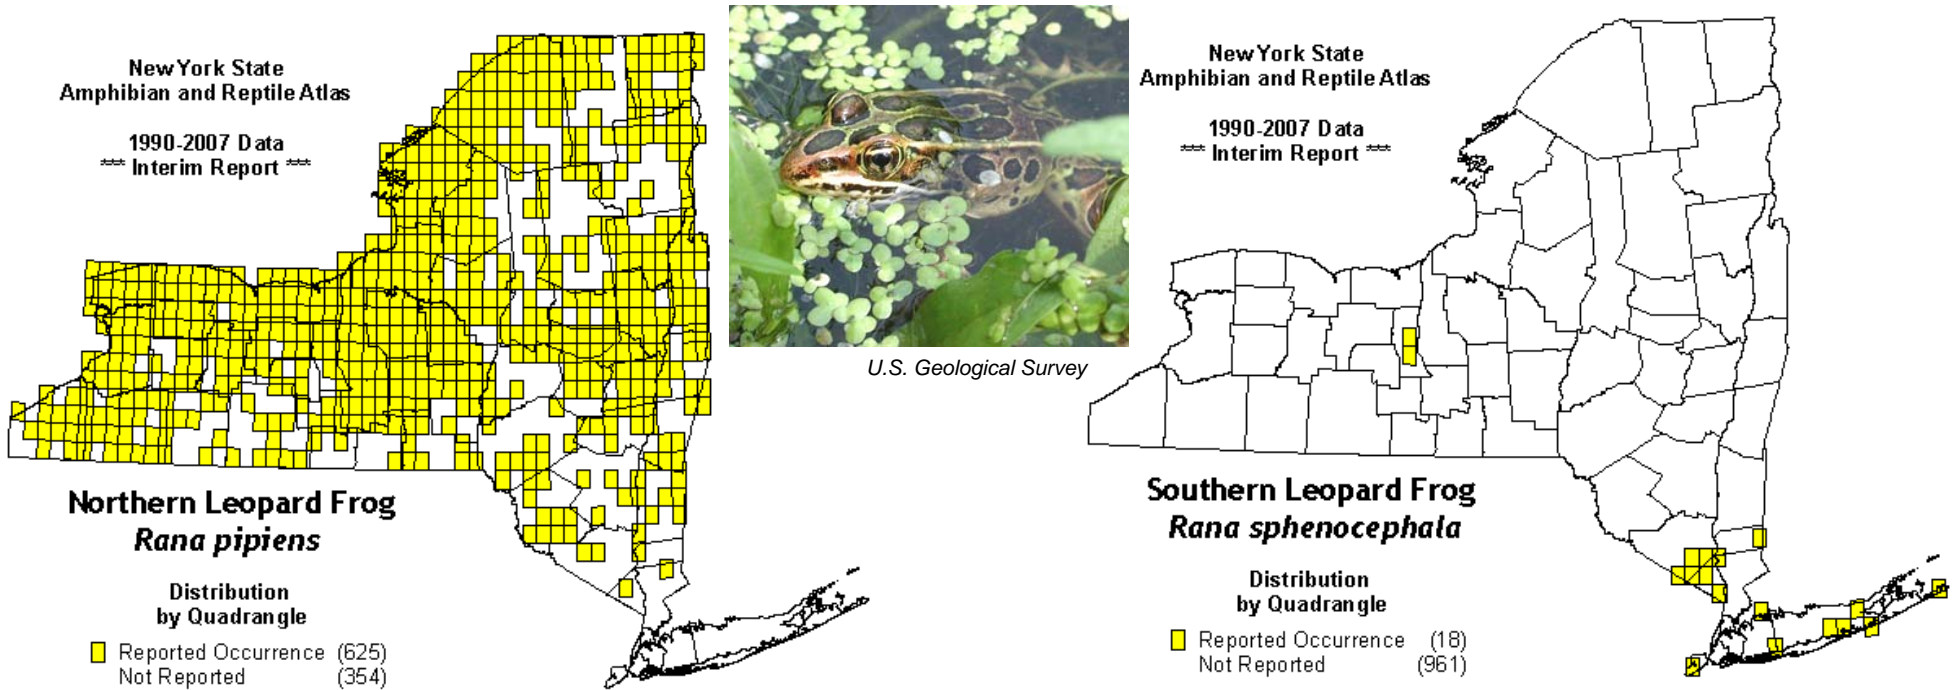 New York State
Amphibian and Reptile Atlas
1990-2007 Data
*** Interim Report ***
Northern Leopard Frog
Rana pipiens
Distribution
by Quadrangle
Reported Occurrence (625)
Not Reported (354)
U.S. Geological Survey
New York State
Amphibian and Reptile Atlas
1990-2007 Data
*** Interim Report ***
Southern Leopard Frog
Rana sphenocephala
Distribution
by Quadrangle
Reported Occurrence (18)
Not Reported (961)